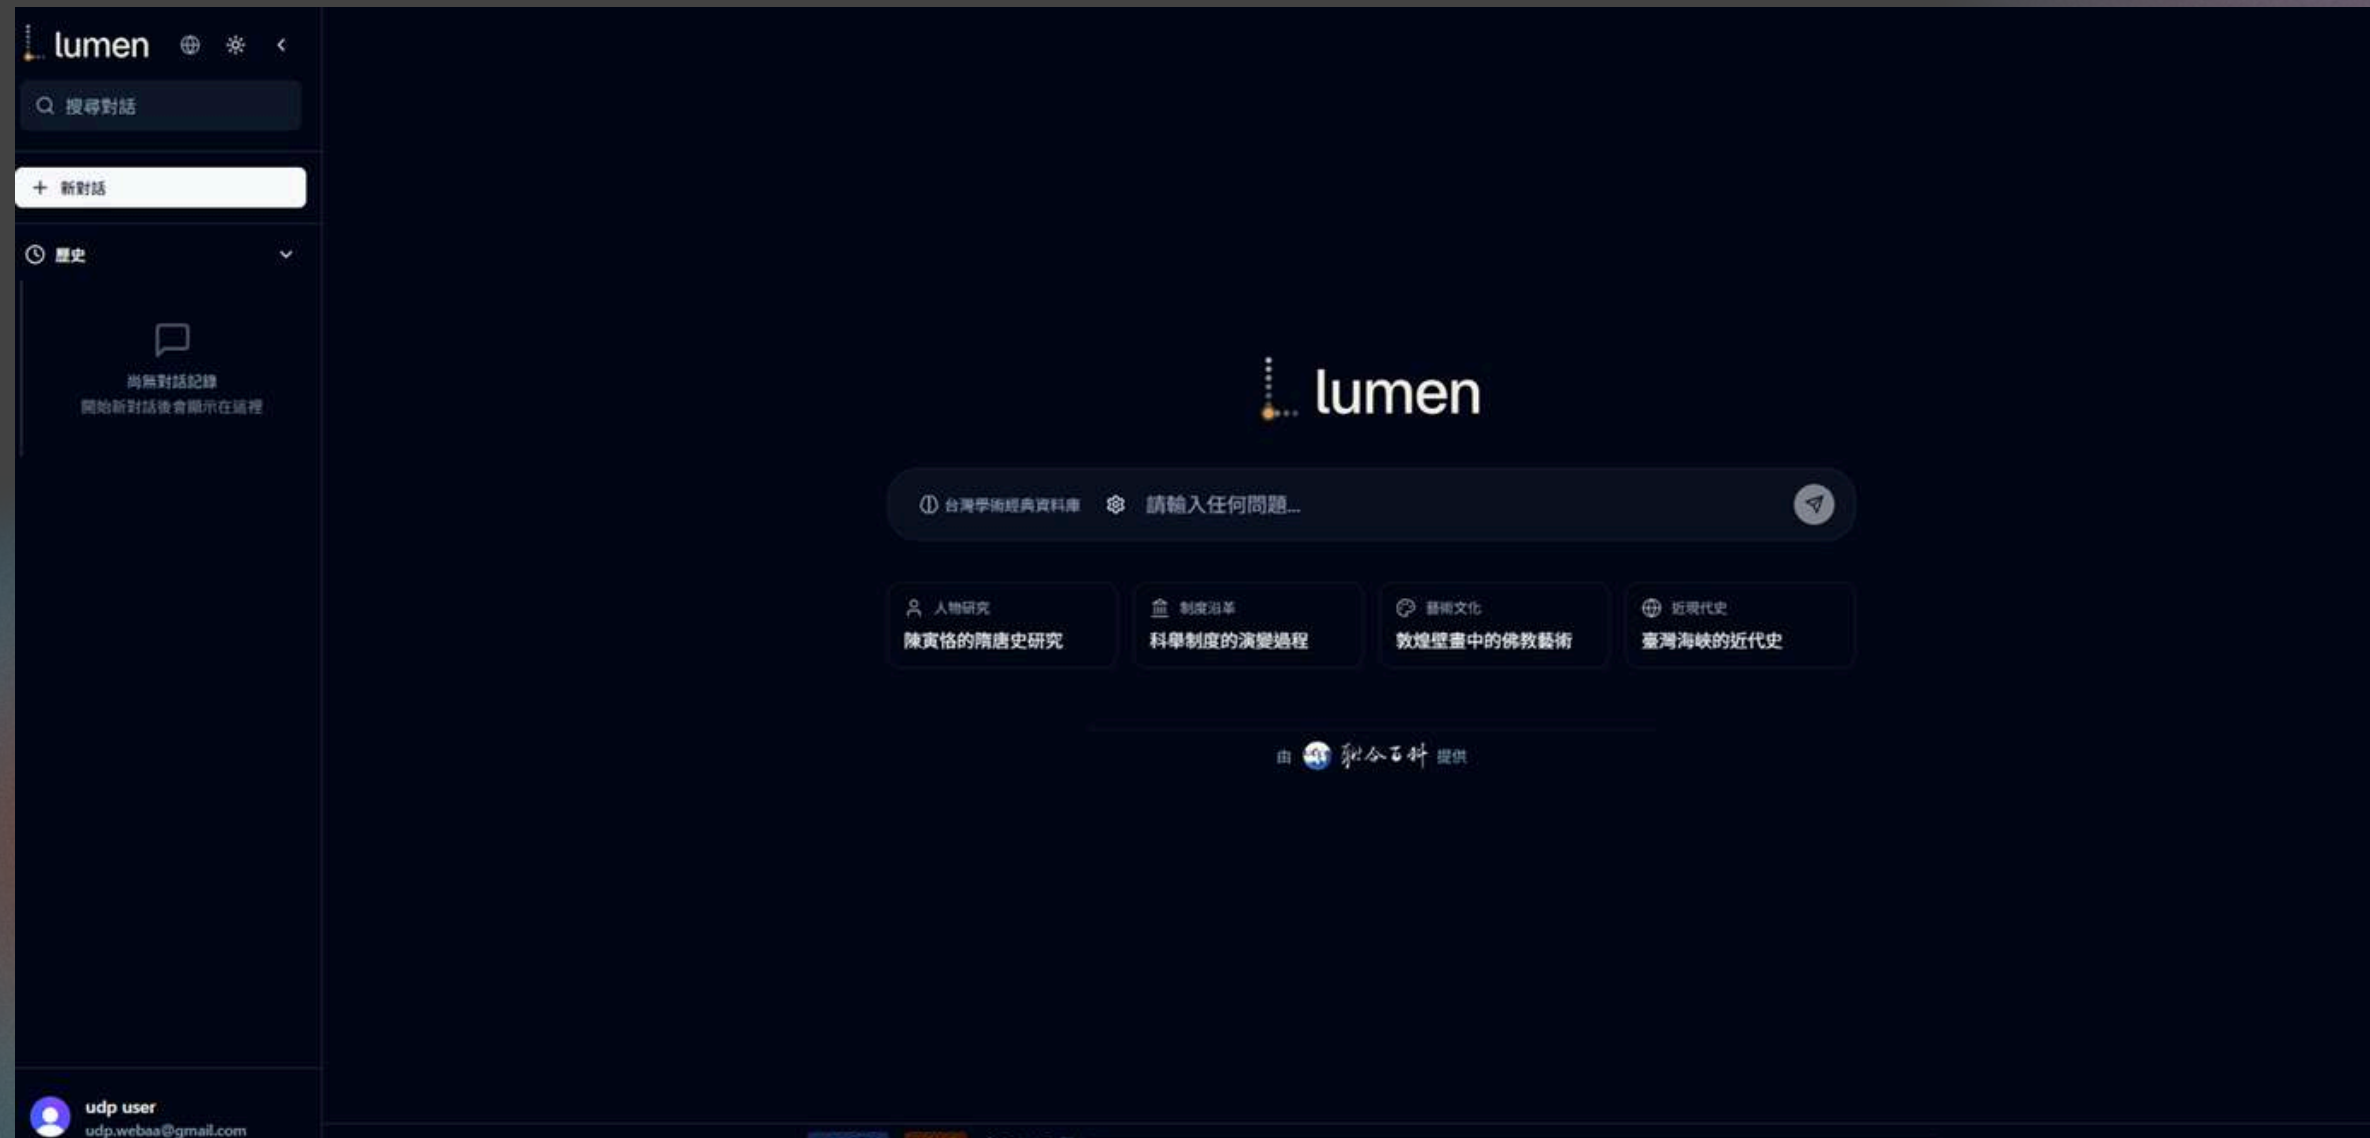 lumen
搜尋對話
+ 新對話
歷史
尚無對話記錄
開始新對話後會顯示在這裡
udp user
udp.webaa@gmail.com
lumen
台灣學術經典資料庫 請輸入任何問題...
人物研究
陳寅恪的隋唐史研究
制度沿革
科舉制度的演變過程
藝術文化
敦煌壁畫中的佛教藝術
近現代史
臺灣海峽的近代史
由 聯合百科 提供